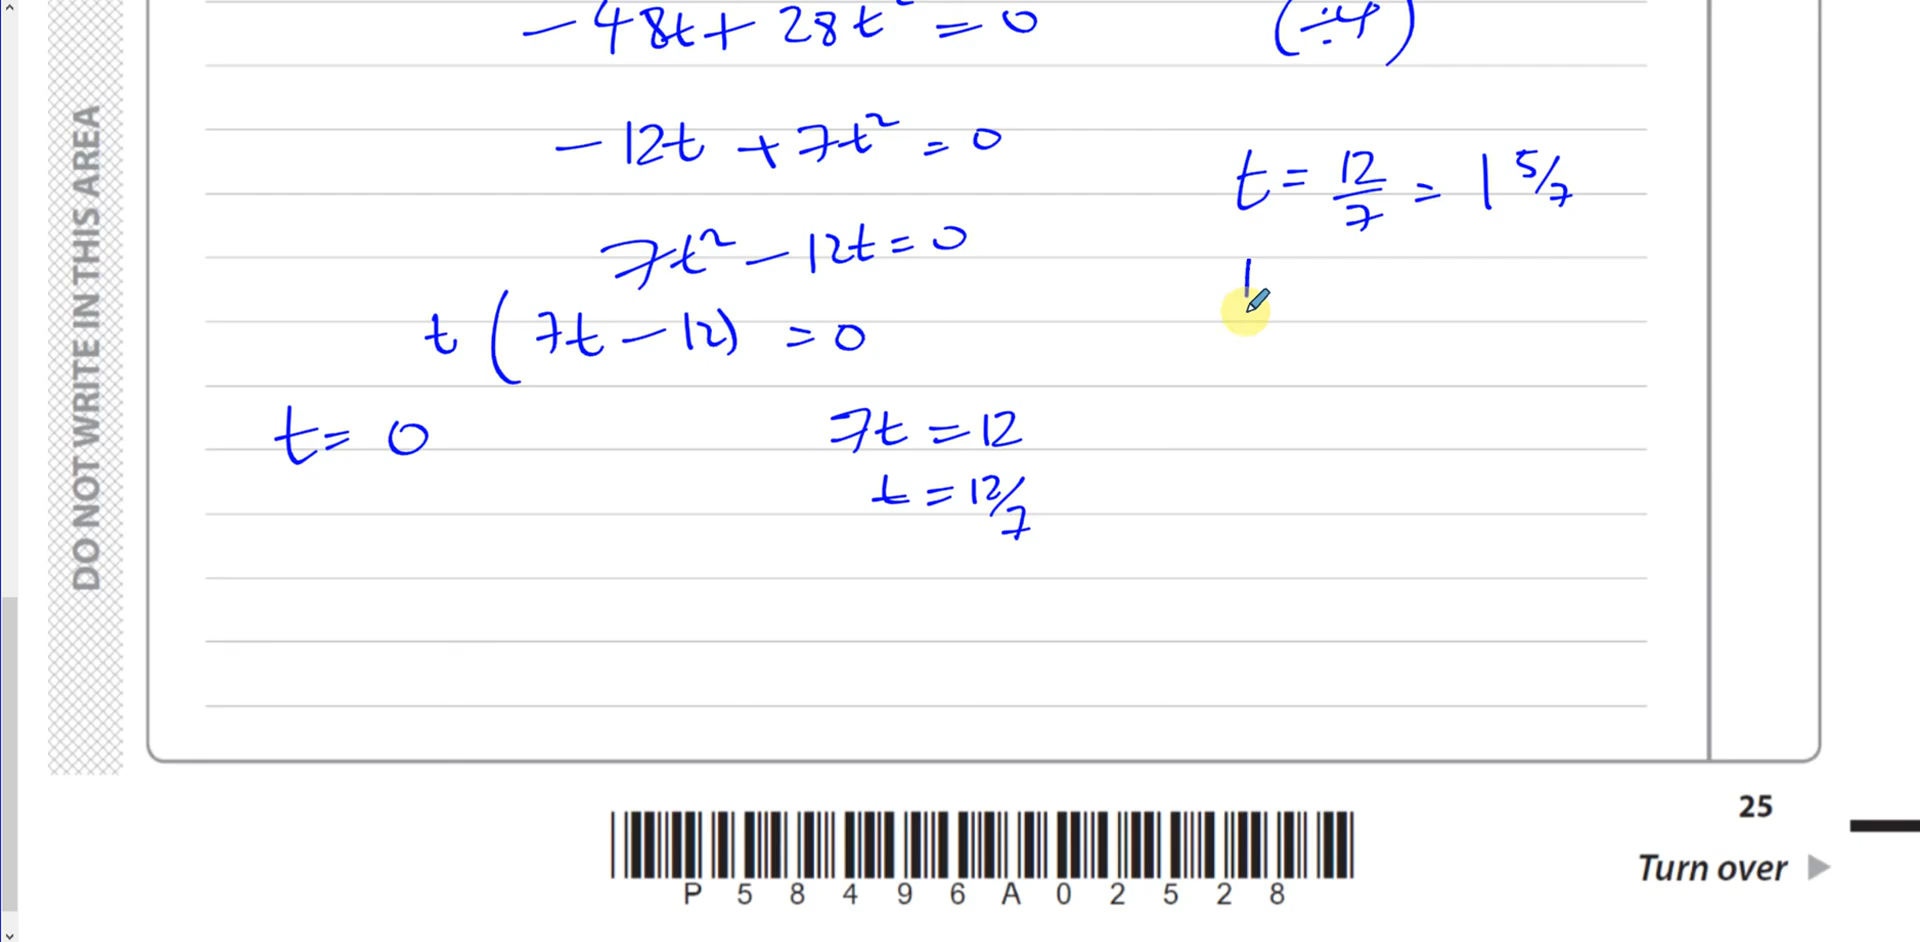 DO NOT WRITE IN THIS AREA
-48t + 28t² = 0 (÷4)
-12t + 7t² = 0
t = 12/7 = 1 5/7
7t² - 12t = 0
t (7t - 12) = 0
t = 0
7t = 12
t = 12/7
25
Turn over
P 5 8 4 9 6 A 0 2 5 2 8